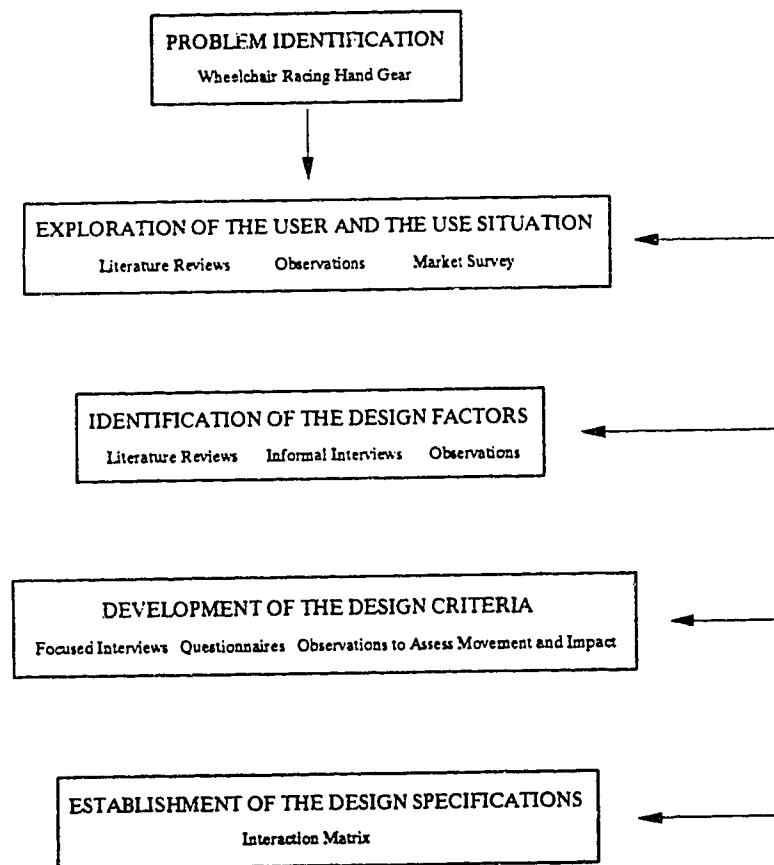 PROBLEM IDENTIFICATION
Wheelchair Racing Hand Gear
EXPLORATION OF THE USER AND THE USE SITUATION
Literature Reviews Observations Market Survey
IDENTIFICATION OF THE DESIGN FACTORS
Literature Reviews Informal Interviews Observations
DEVELOPMENT OF THE DESIGN CRITERIA
Focused Interviews Questionnaires Observations to Assess Movement and Impact
ESTABLISHMENT OF THE DESIGN SPECIFICATIONS
Interaction Matrix